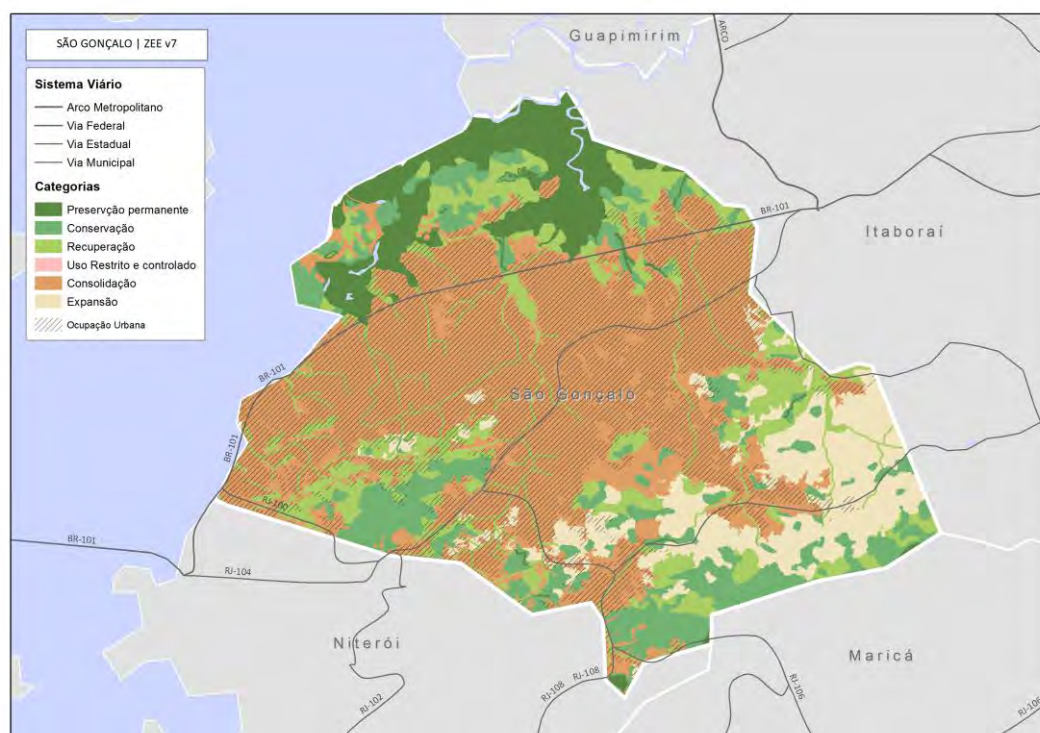 SÃO GONÇALO | ZEE v7
Sistema Viário
Arco Metropolitano
Via Federal
Via Estadual
Via Municipal
Categorias
Preservção permanente
Conservação
Recuperação
Uso Restrito e controlado
Consolidação
Expansão
Ocupação Urbana
Guapimirim
ARCO
BR-101
Itaboraí
BR-101
São Gonçalo
BR-101
RJ-100
BR-101
RJ-104
Niterói
Maricá
RJ-108
RJ-108
RJ-102
RJ-106
RJ-106